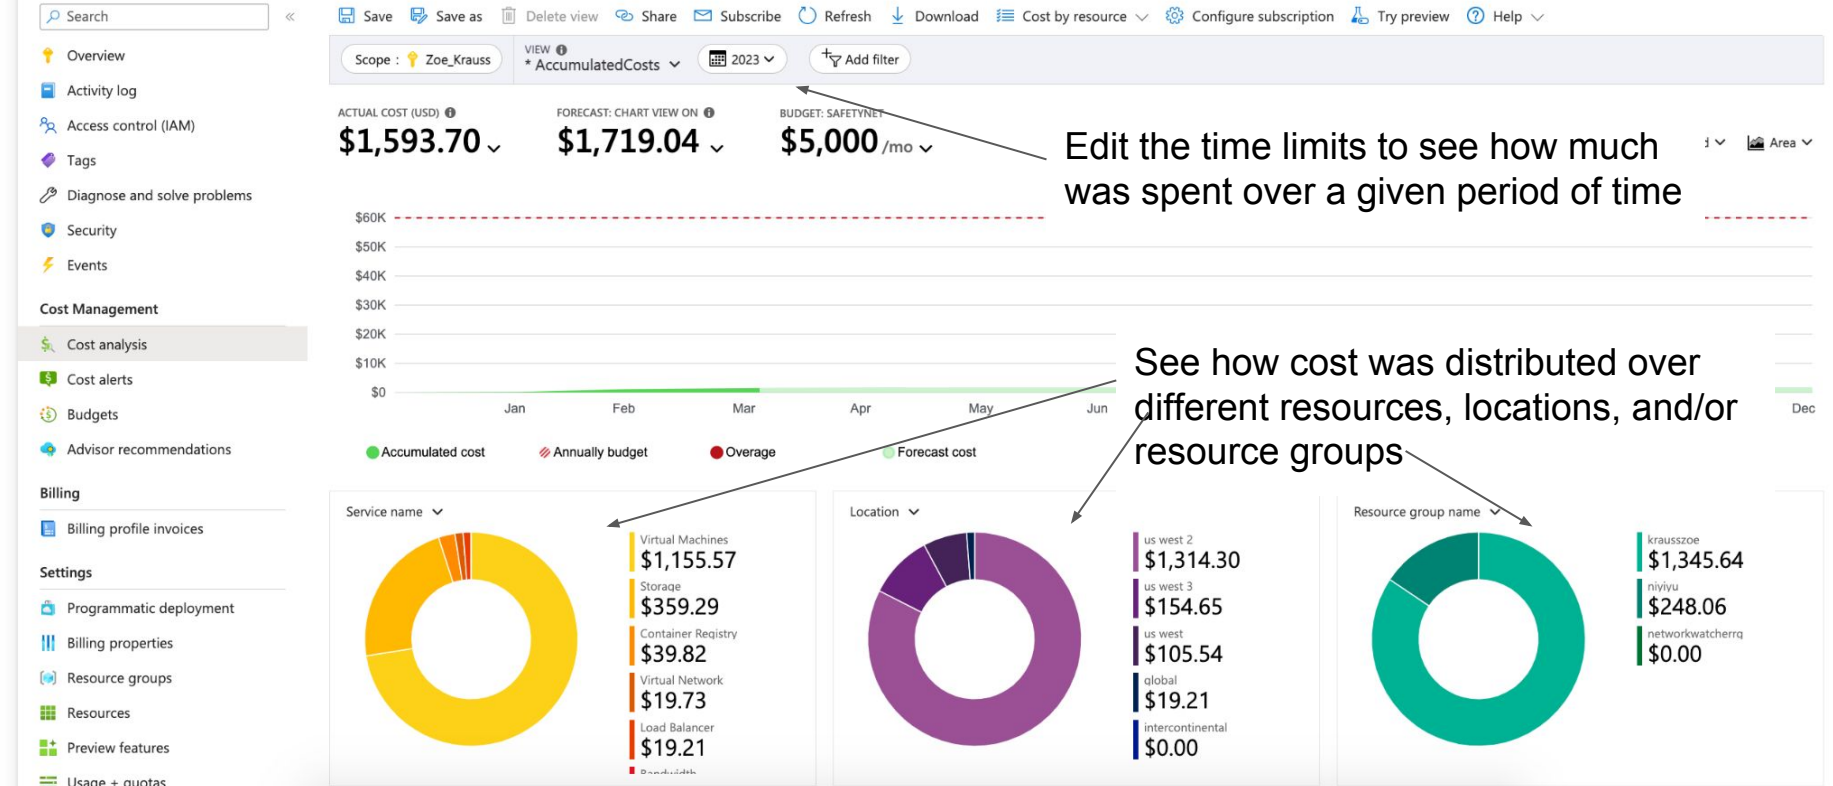 Search «
Save Save as Delete view Share Subscribe Refresh Download Cost by resource Configure subscription Try preview Help
Overview
Activity log
Access control (IAM)
Tags
Diagnose and solve problems
Security
Events
Cost Management
Cost analysis
Cost alerts
Budgets
Advisor recommendations
Billing
Billing profile invoices
Settings
Programmatic deployment
Billing properties
Resource groups
Resources
Preview features
Usage + quotas
Scope : Zoe_Krauss
VIEW
* AccumulatedCosts
2023
Add filter
ACTUAL COST (USD)
$1,593.70
FORECAST: CHART VIEW ON
$1,719.04
BUDGET: SAFETYNET
$5,000 /mo
Edit the time limits to see how much
was spent over a given period of time
Area
$60K
$50K
$40K
$30K
$20K
$10K
$0
Jan Feb Mar Apr May Jun Dec
See how cost was distributed over
different resources, locations, and/or
resource groups
Accumulated cost Annually budget Overage Forecast cost
Service name
Virtual Machines
$1,155.57
Storage
$359.29
Container Registry
$39.82
Virtual Network
$19.73
Load Balancer
$19.21
Bandwidth
Location
us west 2
$1,314.30
us west 3
$154.65
us west
$105.54
global
$19.21
intercontinental
$0.00
Resource group name
krausszoe
$1,345.64
niyiyu
$248.06
networkwatcherrg
$0.00